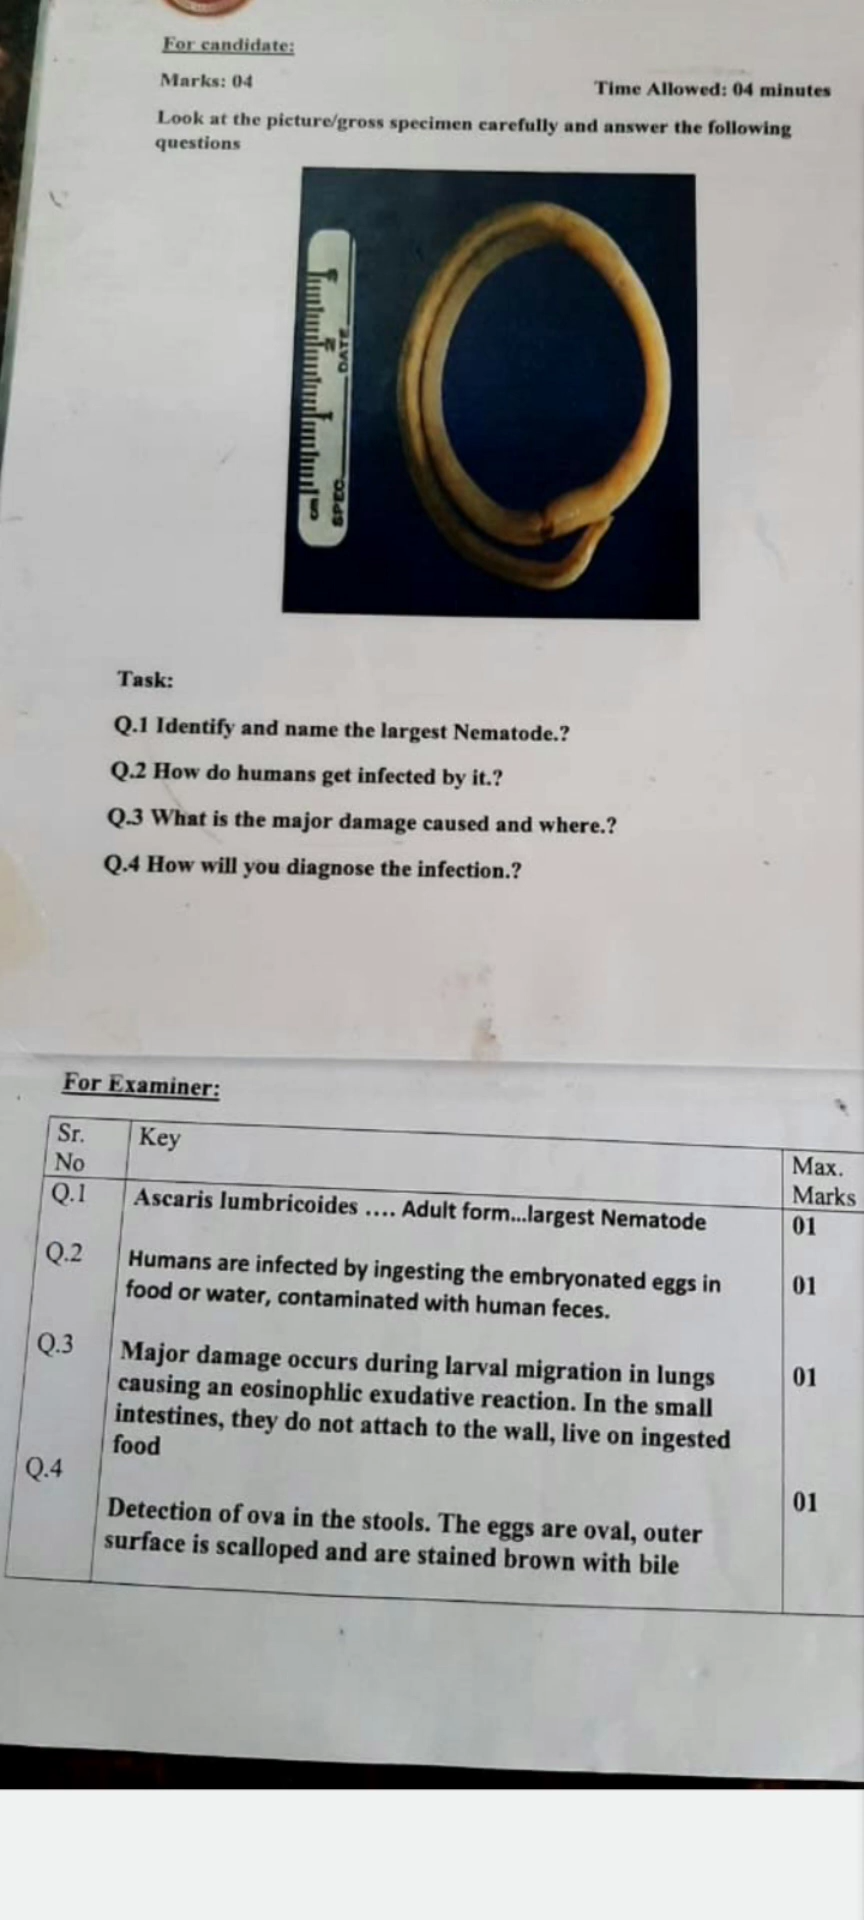 For candidate:
Marks: 04
Time Allowed: 04 minutes
Look at the picture/gross specimen carefully and answer the following
questions
3
2
1
cm
DATE
SPEC.
Task:
Q.1 Identify and name the largest Nematode.?
Q.2 How do humans get infected by it.?
Q.3 What is the major damage caused and where.?
Q.4 How will you diagnose the infection.?
For Examiner:
Sr.
No
Key
Max.
Marks
Q.1
Ascaris lumbricoides .... Adult form...largest Nematode
01
Q.2
Humans are infected by ingesting the embryonated eggs in
food or water, contaminated with human feces.
01
Q.3
Major damage occurs during larval migration in lungs
causing an eosinophlic exudative reaction. In the small
intestines, they do not attach to the wall, live on ingested
food
01
Q.4
Detection of ova in the stools. The eggs are oval, outer
surface is scalloped and are stained brown with bile
01